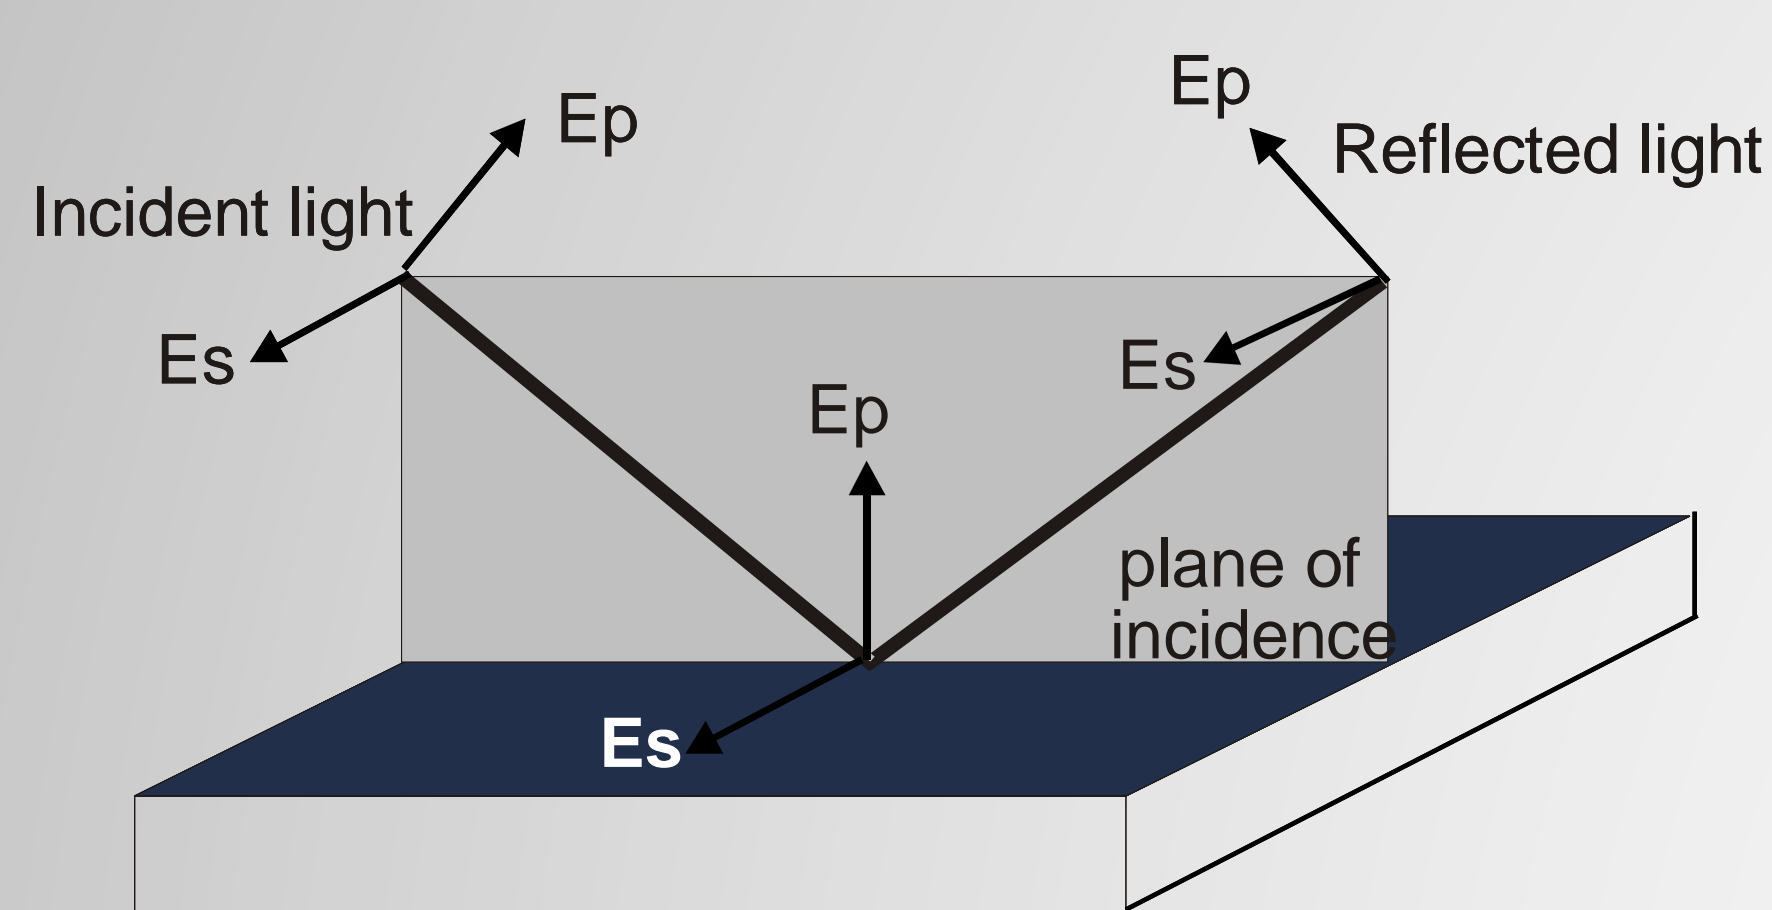 Ep
Ep
Reflected light
Incident light
Es
Es
Ep
plane of
incidence
Es